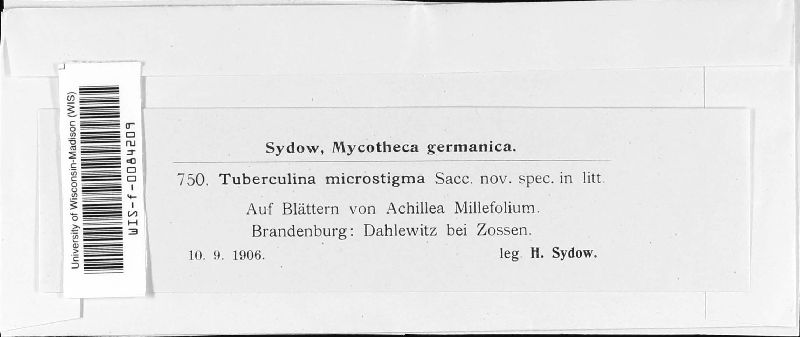 Sydow, Mycotheca germanica.
750. Tuberculina microstigma Sacc. nov. spec. in litt.
Auf Blättern von Achillea Millefolium.
Brandenburg: Dahlewitz bei Zossen.
10. 9. 1906. leg. H. Sydow.
University of Wisconsin-Madison (WIS)
WIS-f-0084209